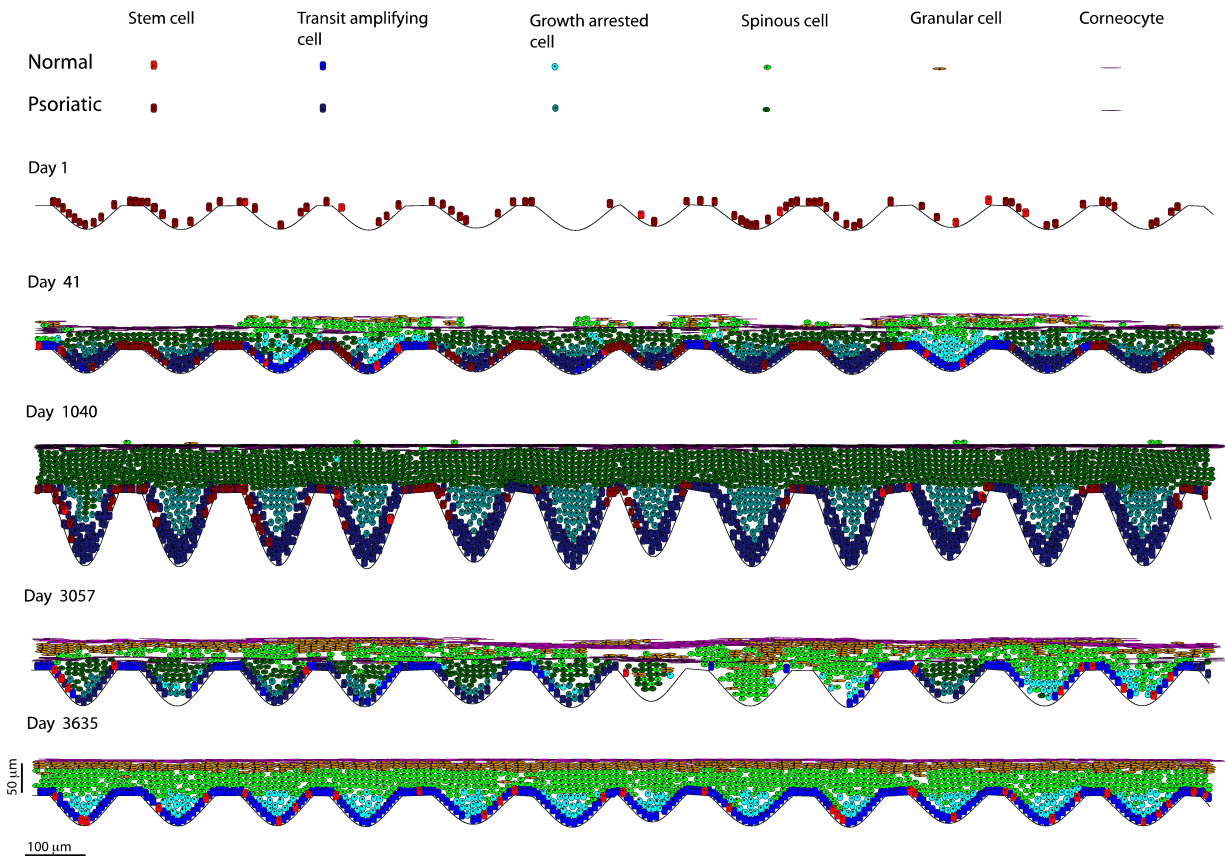 Stem cell
Transit amplifying
cell
Growth arrested
cell
Spinous cell
Granular cell
Corneocyte
Normal
Psoriatic
Day 1
Day 41
Day 1040
Day 3057
Day 3635
50 μm
100 μm